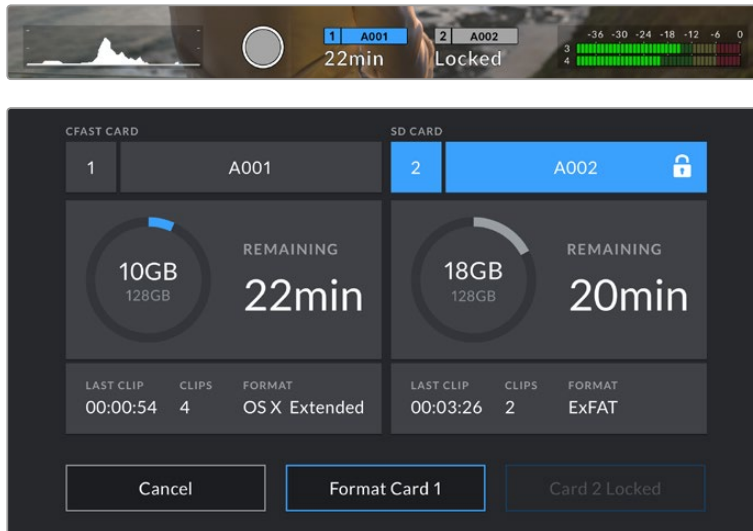 1 A001 2 A002
22min Locked
-36 -30 -24 -18 -12 -6 0
3
4
CFAST CARD SD CARD
1 A001 2 A002
REMAINING REMAINING
10GB 22min 18GB 20min
128GB 128GB
LAST CLIP CLIPS FORMAT LAST CLIP CLIPS FORMAT
00:00:54 4 OS X Extended 00:03:26 2 ExFAT
Cancel Format Card 1 Card 2 Locked